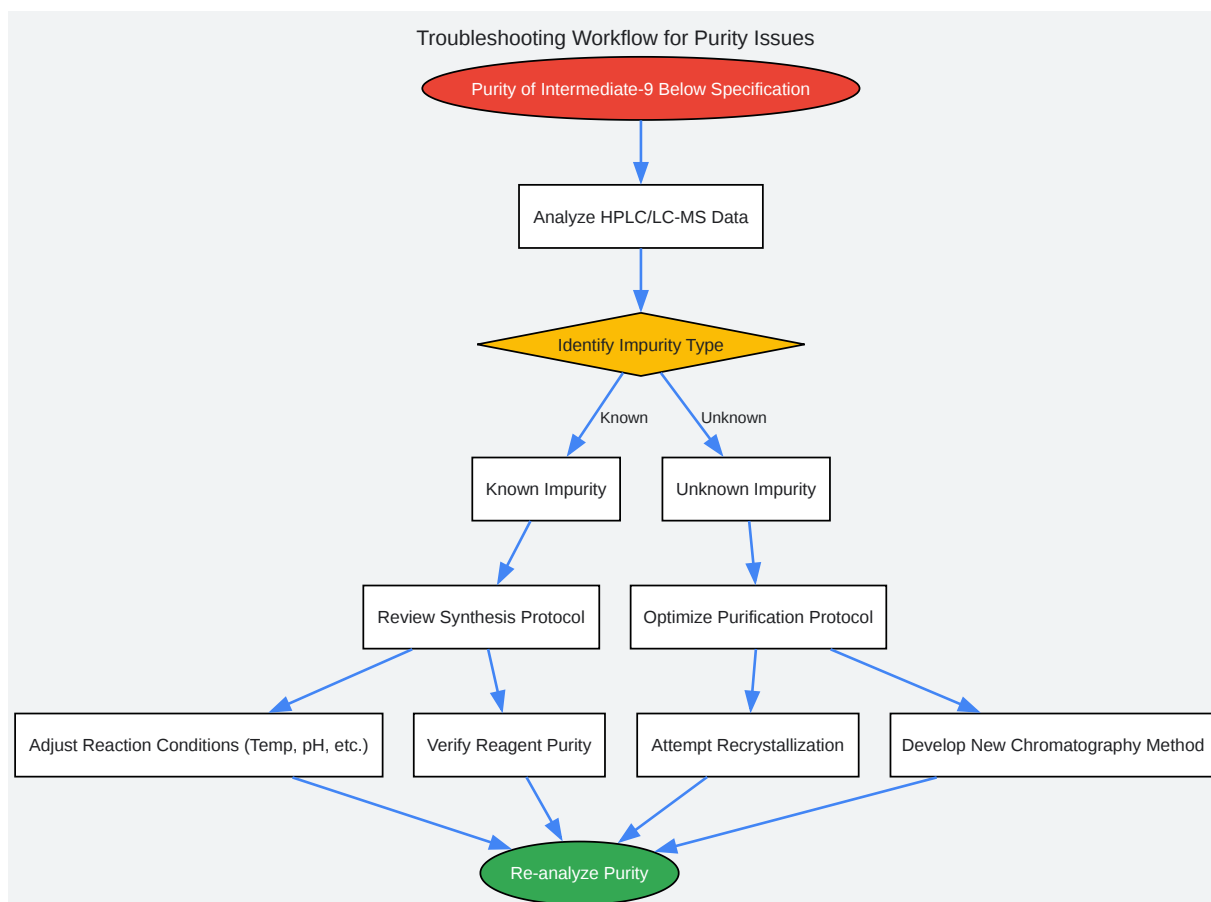 Troubleshooting Workflow for Purity Issues
Purity of Intermediate-9 Below Specification
Analyze HPLC/LC-MS Data
Identify Impurity Type
Known
Unknown
Known Impurity
Unknown Impurity
Review Synthesis Protocol
Optimize Purification Protocol
Adjust Reaction Conditions (Temp, pH, etc.)
Verify Reagent Purity
Attempt Recrystallization
Develop New Chromatography Method
Re-analyze Purity